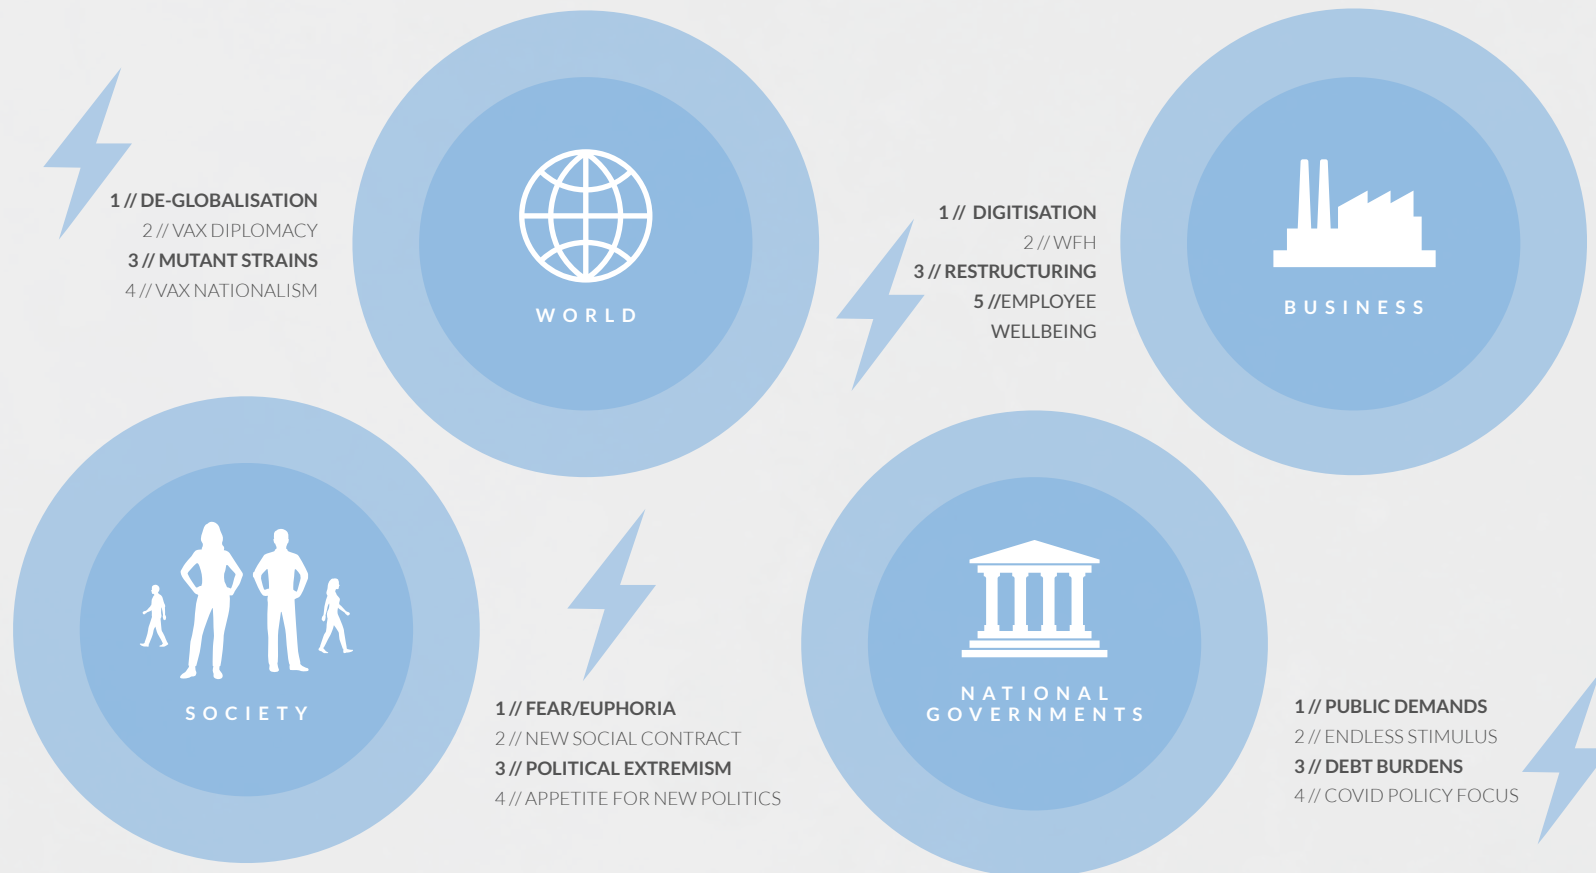 1 // DE-GLOBALISATION
2 // VAX DIPLOMACY
3 // MUTANT STRAINS
4 // VAX NATIONALISM
WORLD
1 // DIGITISATION
2 // WFH
3 // RESTRUCTURING
5 //EMPLOYEE
WELLBEING
BUSINESS
SOCIETY
1 // FEAR/EUPHORIA
2 // NEW SOCIAL CONTRACT
3 // POLITICAL EXTREMISM
4 // APPETITE FOR NEW POLITICS
NATIONAL
GOVERNMENTS
1 // PUBLIC DEMANDS
2 // ENDLESS STIMULUS
3 // DEBT BURDENS
4 // COVID POLICY FOCUS